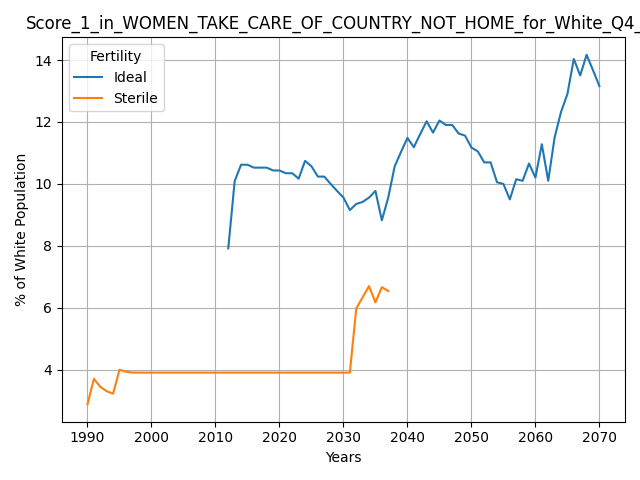 Score_1_in_WOMEN_TAKE_CARE_OF_COUNTRY_NOT_HOME_for_White_Q4_
Fertility
Ideal
Sterile
% of White Population
14
12
10
8
6
4
1990 2000 2010 2020 2030 2040 2050 2060 2070
Years